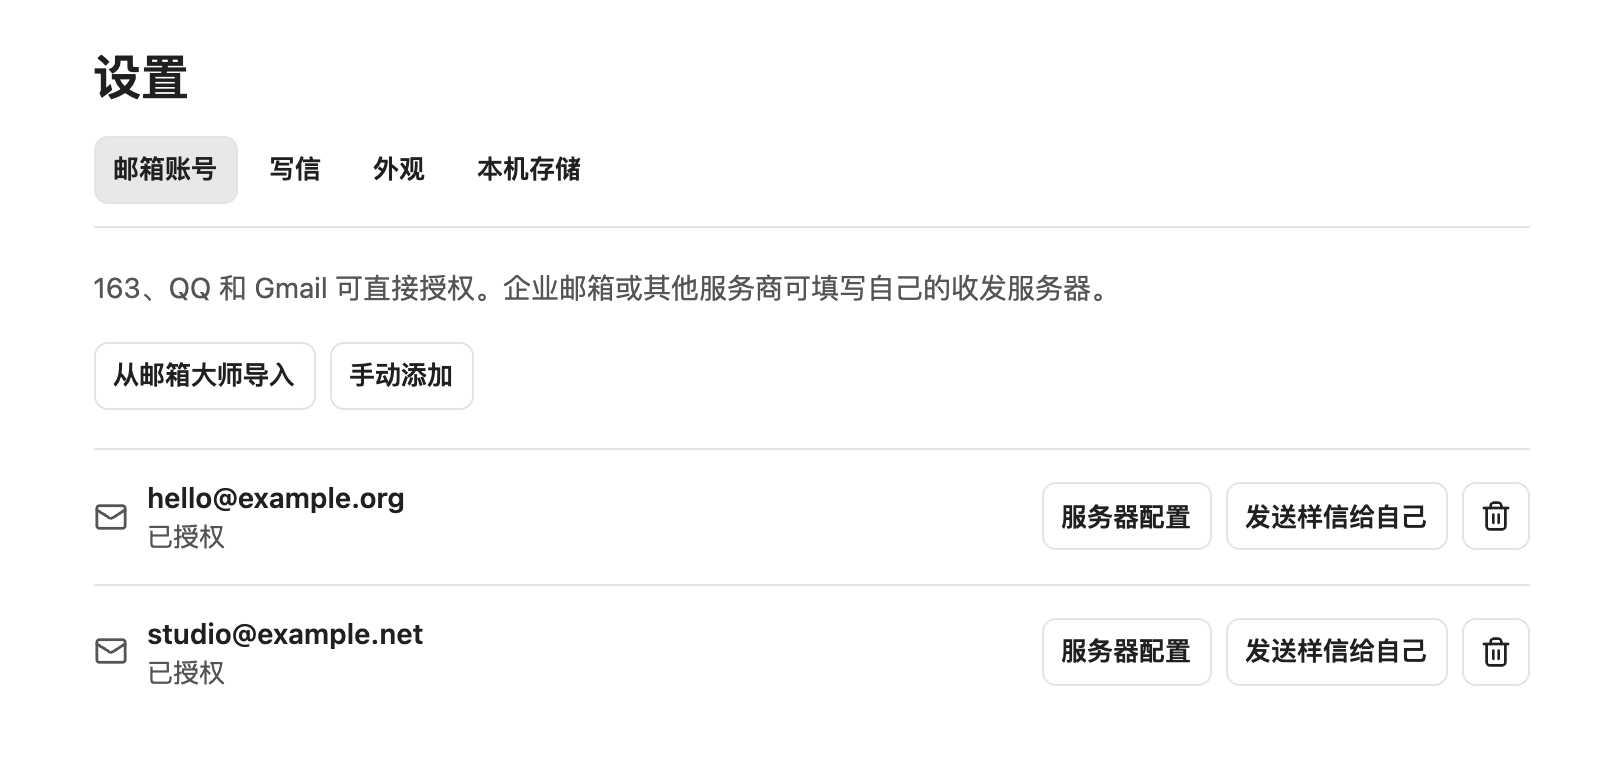 设置
邮箱账号 写信 外观 本机存储
163、QQ 和 Gmail 可直接授权。企业邮箱或其他服务商可填写自己的收发服务器。
从邮箱大师导入 手动添加
hello@example.org
已授权
服务器配置 发送样信给自己
studio@example.net
已授权
服务器配置 发送样信给自己